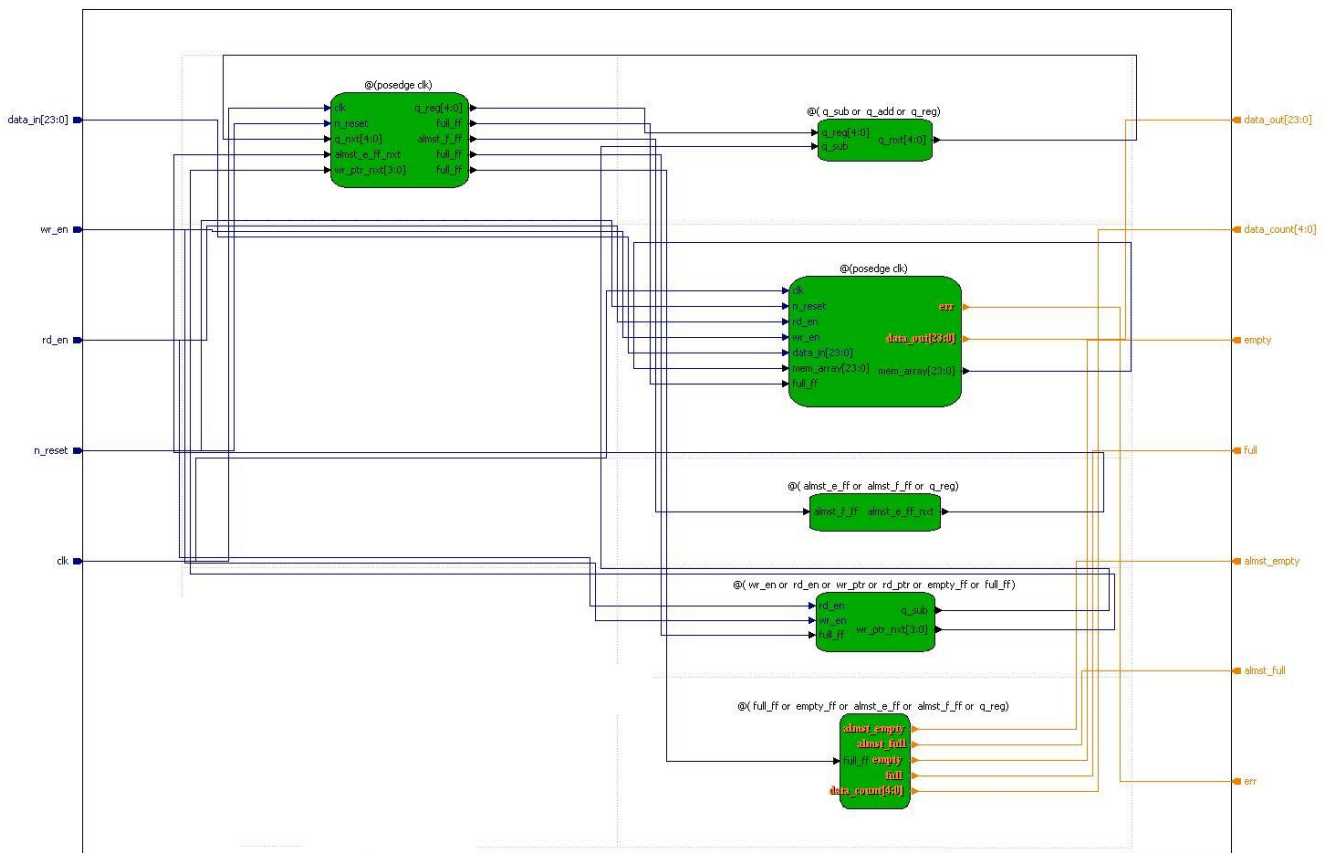 @(posedge clk)
clk q_reg[4:0]
n_reset full_ff
q_nxt[4:0] almst_f_ff
almst_e_ff_nxt full_ff
wr_ptr_nxt[3:0] full_ff
@( q_sub or q_add or q_reg)
q_reg[4:0] q_nxt[4:0]
q_sub
data_in[23:0]
wr_en
rd_en
n_reset
clk
@(posedge clk)
clk
n_reset err
rd_en
wr_en data_out[23:0]
data_in[23:0]
mem_array[23:0] mem_array[23:0]
full_ff
@( almst_e_ff or almst_f_ff or q_reg)
almst_f_ff almst_e_ff_nxt
@( wr_en or rd_en or wr_ptr or rd_ptr or empty_ff or full_ff)
rd_en q_sub
wr_en wr_ptr_nxt[3:0]
full_ff
@( full_ff or empty_ff or almst_e_ff or almst_f_ff or q_reg)
almst_empty
almst_full
full_ff empty
full
data_count[4:0]
data_out[23:0]
data_count[4:0]
empty
full
almst_empty
almst_full
err